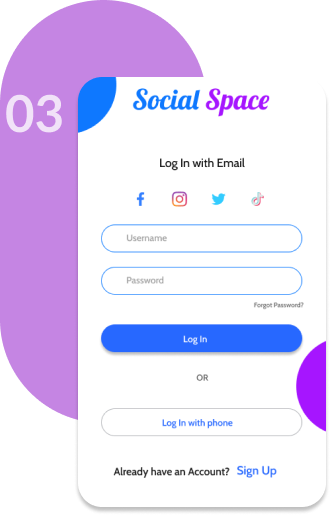 03
Social Space
Log In with Email
Username
Password
Forgot Password?
Log In
OR
Log In with phone
Already have an Account? Sign Up